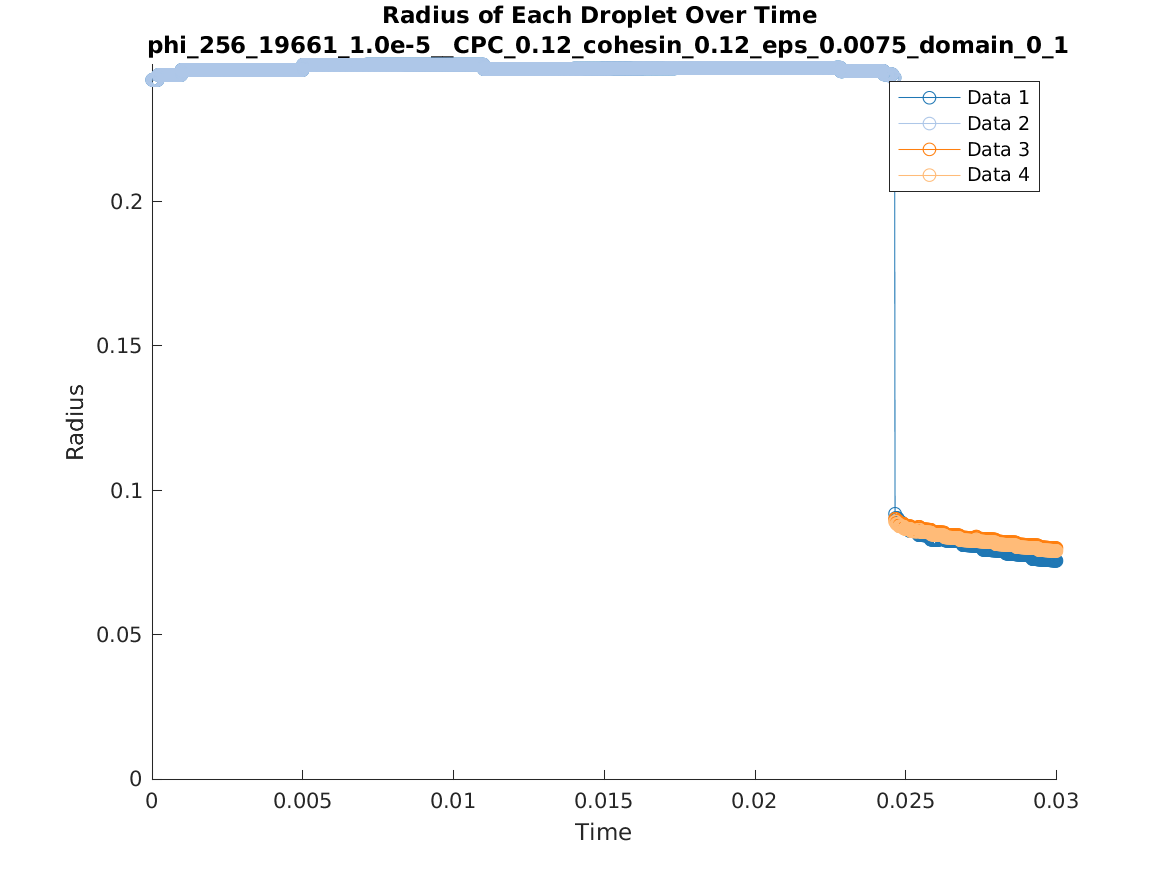 Radius of Each Droplet Over Time
phi_256_19661_1.0e-5__CPC_0.12_cohesin_0.12_eps_0.0075_domain_0_1
Data 1
Data 2
Data 3
Data 4
0.2
0.15
0.1
0.05
0
Radius
0 0.005 0.01 0.015 0.02 0.025 0.03
Time